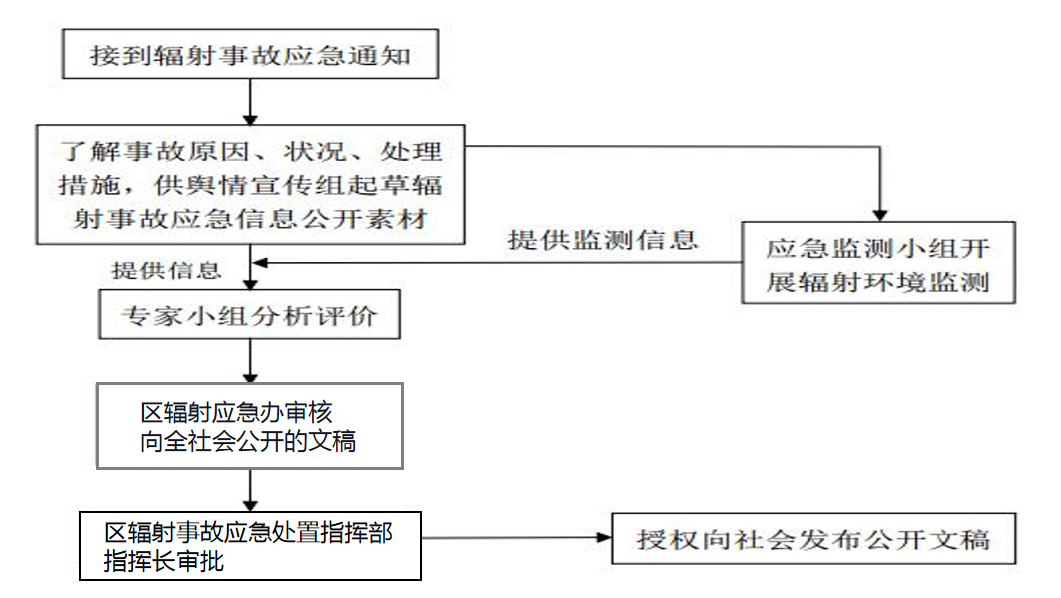 接到辐射事故应急通知
了解事故原因、状况、处理
措施，供舆情宣传组起草辐
射事故应急信息公开素材
提供监测信息
应急监测小组开
展辐射环境监测
提供信息
专家小组分析评价
区辐射应急办审核
向全社会公开的文稿
区辐射事故应急处置指挥部
指挥长审批
授权向社会发布公开文稿